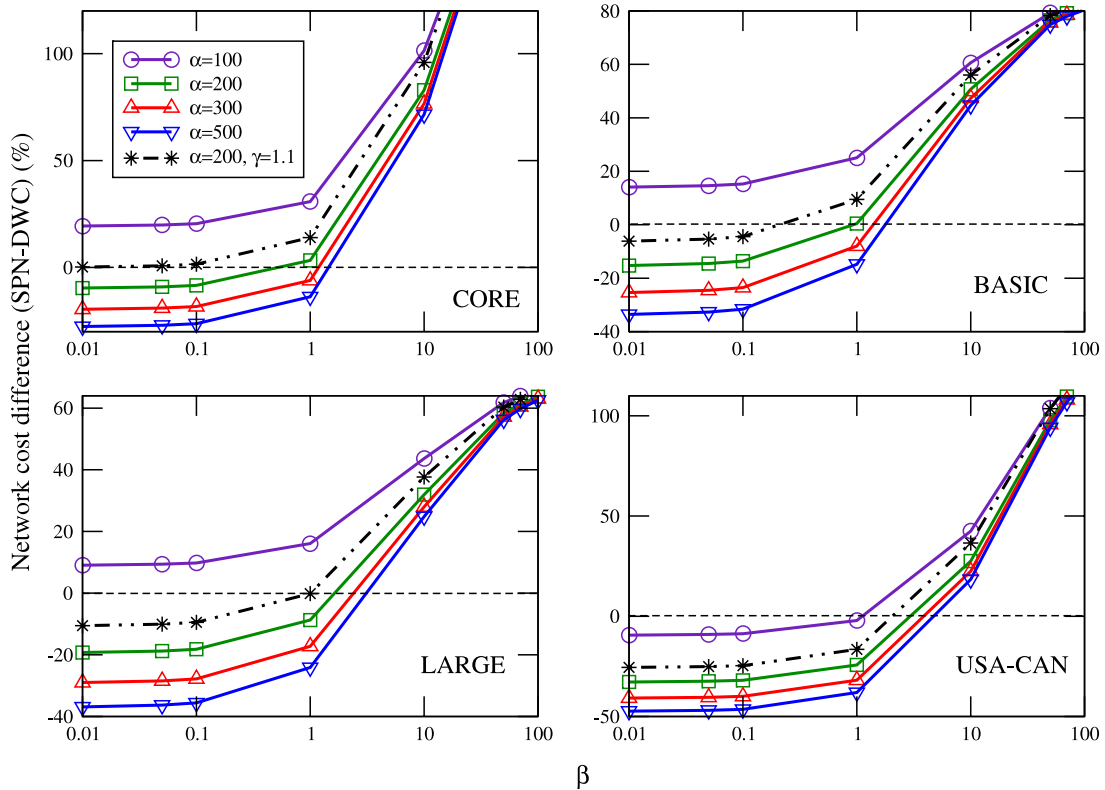 Network cost difference (SPN-DWC) (%)
100
50
0
α=100
α=200
α=300
α=500
α=200, γ=1.1
CORE
0.01 0.1 1 10 100
80
60
40
20
0
-20
-40
BASIC
0.01 0.1 1 10 100
60
40
20
0
-20
-40
LARGE
0.01 0.1 1 10 100
100
50
0
-50
USA-CAN
0.01 0.1 1 10 100
β